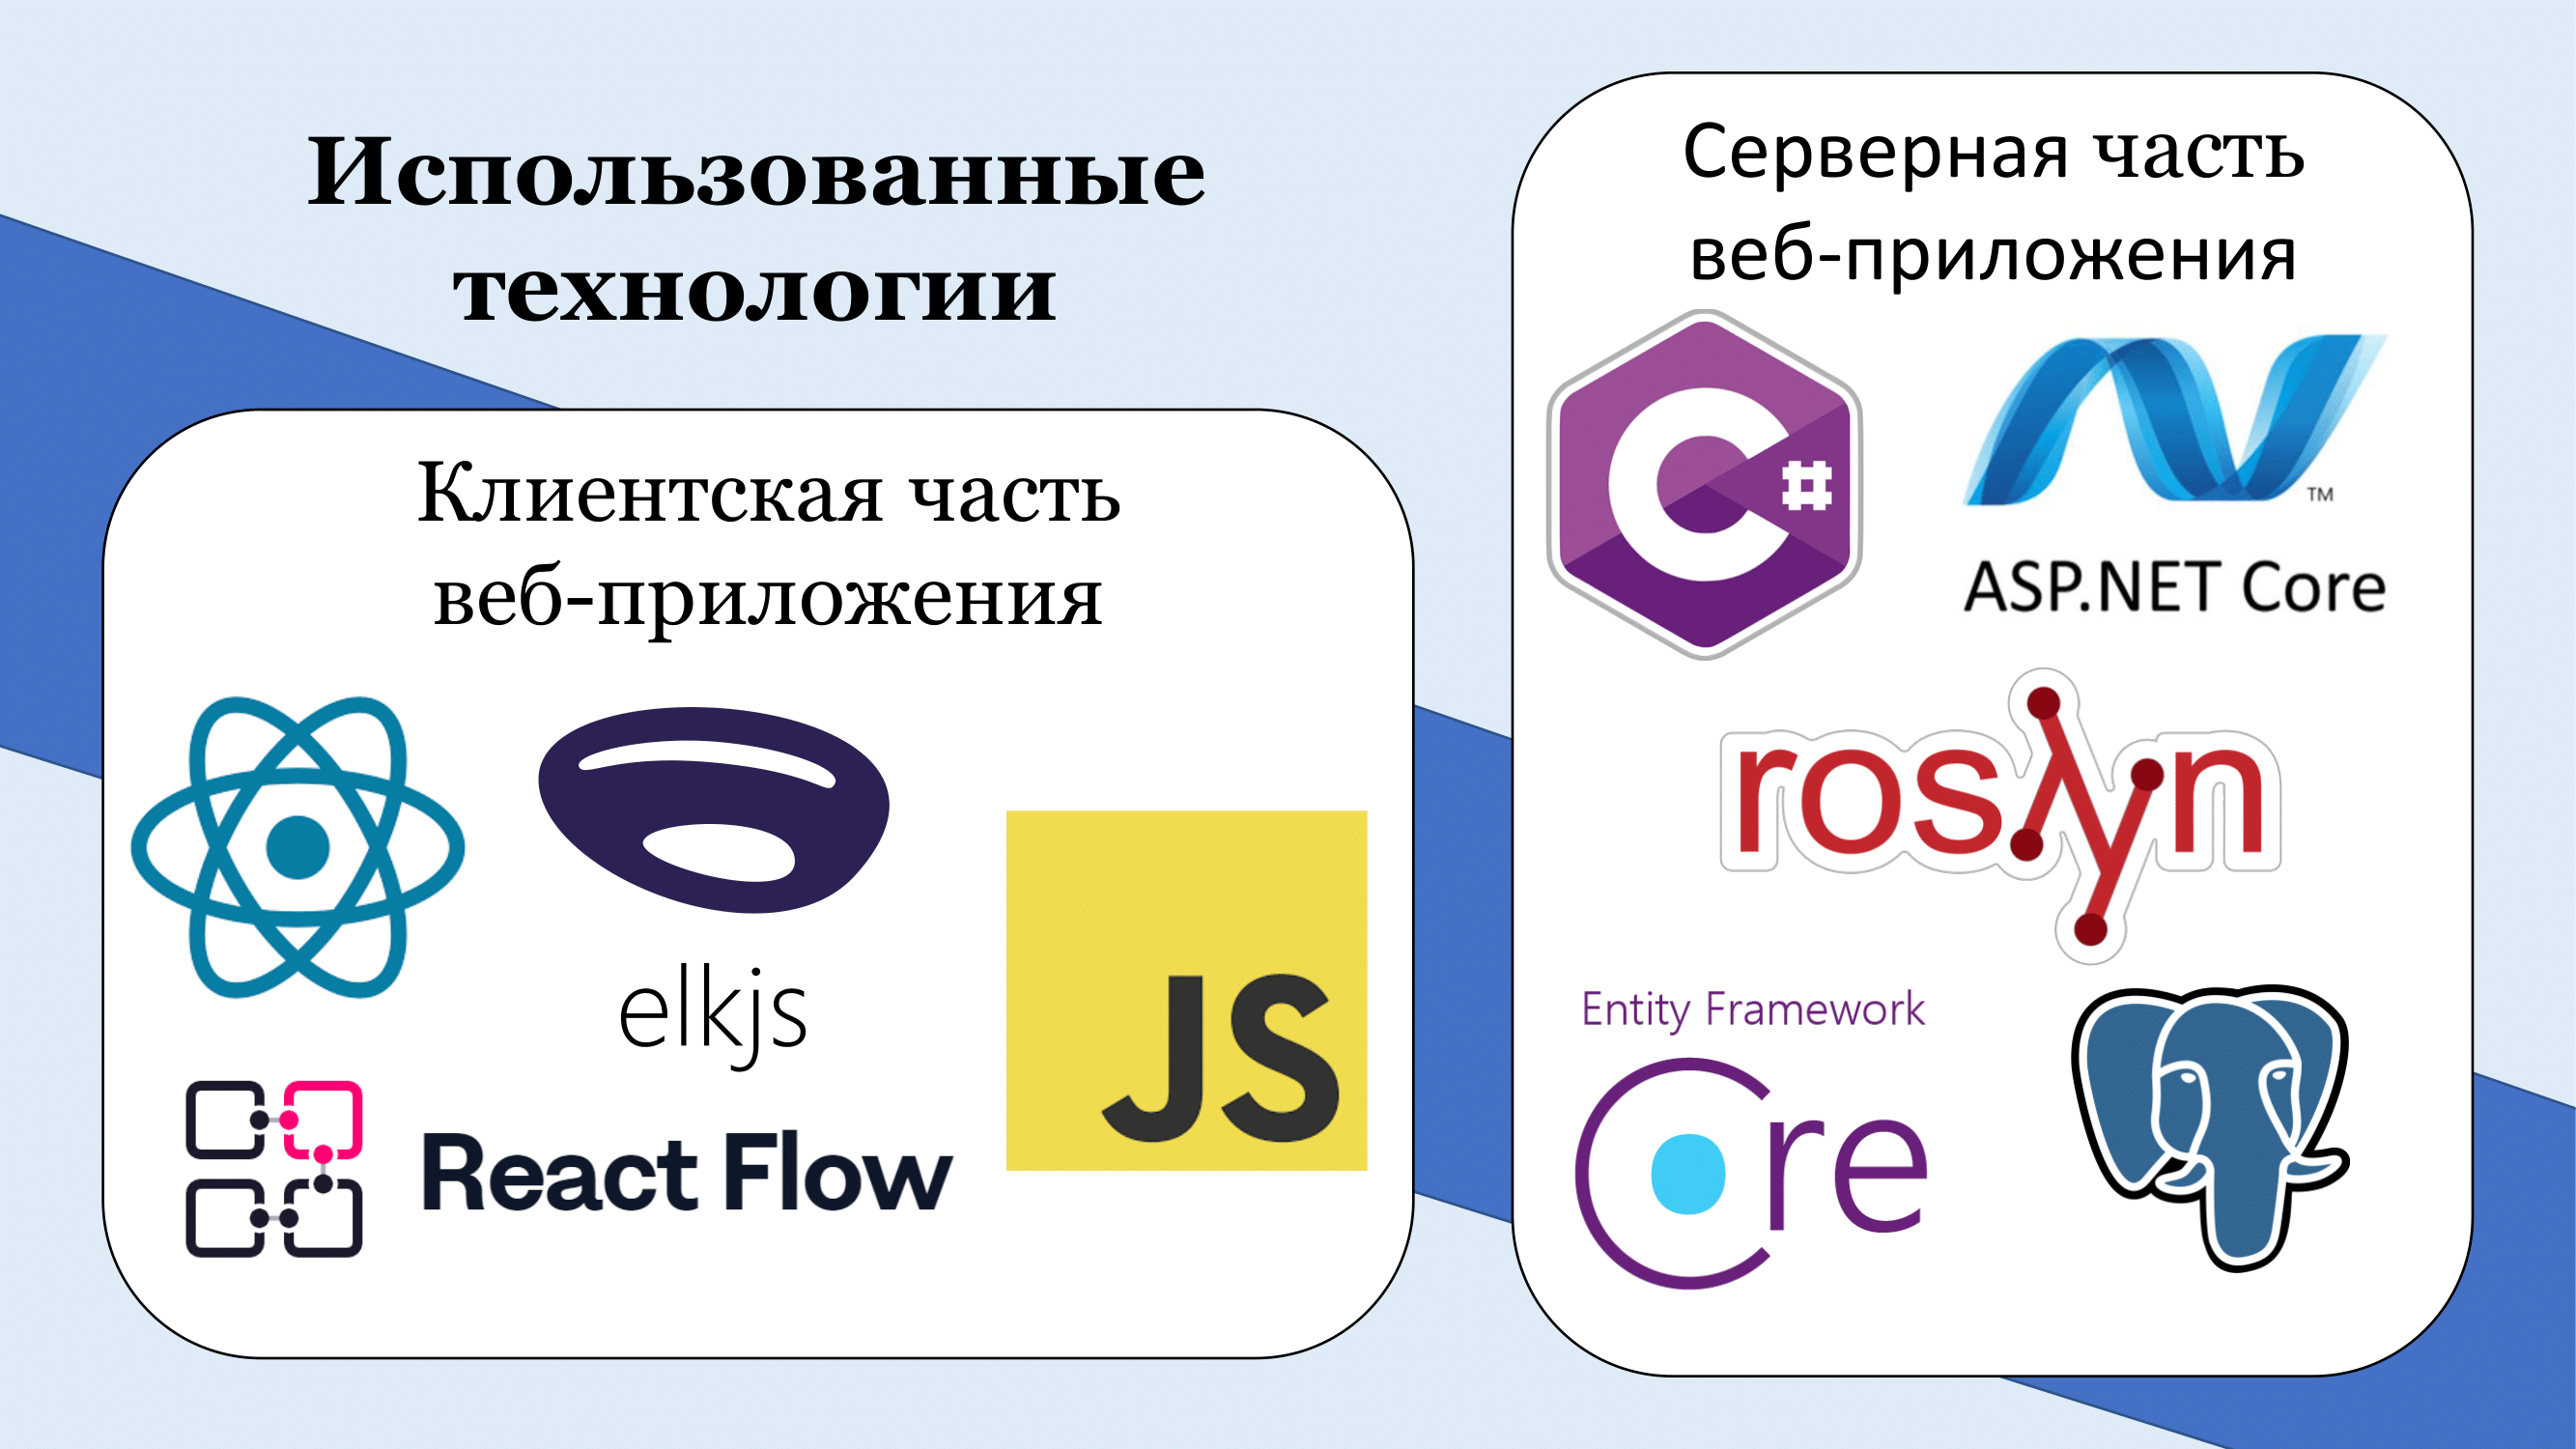 Использованные
технологии
Клиентская часть
веб-приложения
elkjs
React Flow
JS
Серверная часть
веб-приложения
C#
TM
ASP.NET Core
roslyn
Entity Framework
Core